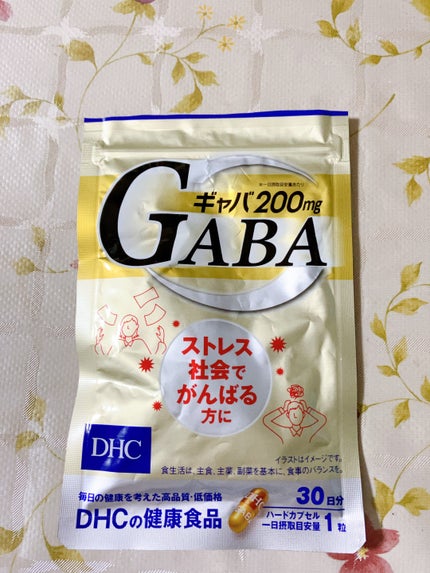 ※一日摂取目安量あたり
ギャバ200mg
GABA
ストレス
社会で
がんばる
方に
DHC
イラストはイメージです。
食生活は、主食、主菜、副菜を基本に、食事のバランスを。
毎日の健康を考えた高品質・低価格
DHCの健康食品
30日分
ハードカプセル
一日摂取目安量 1粒